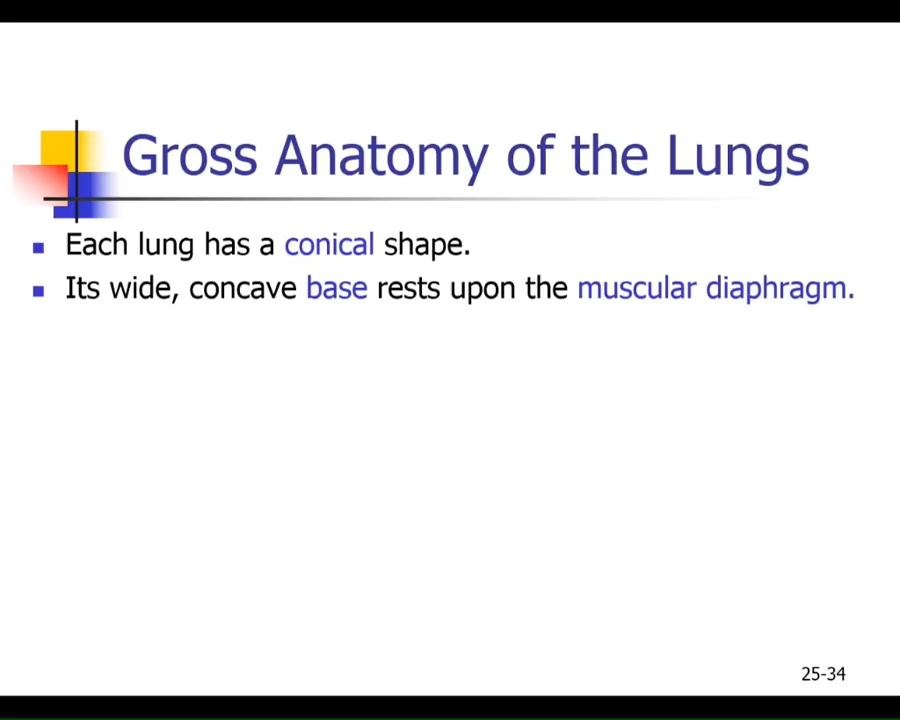 Gross Anatomy of the Lungs
Each lung has a conical shape.
Its wide, concave base rests upon the muscular diaphragm.
25-34